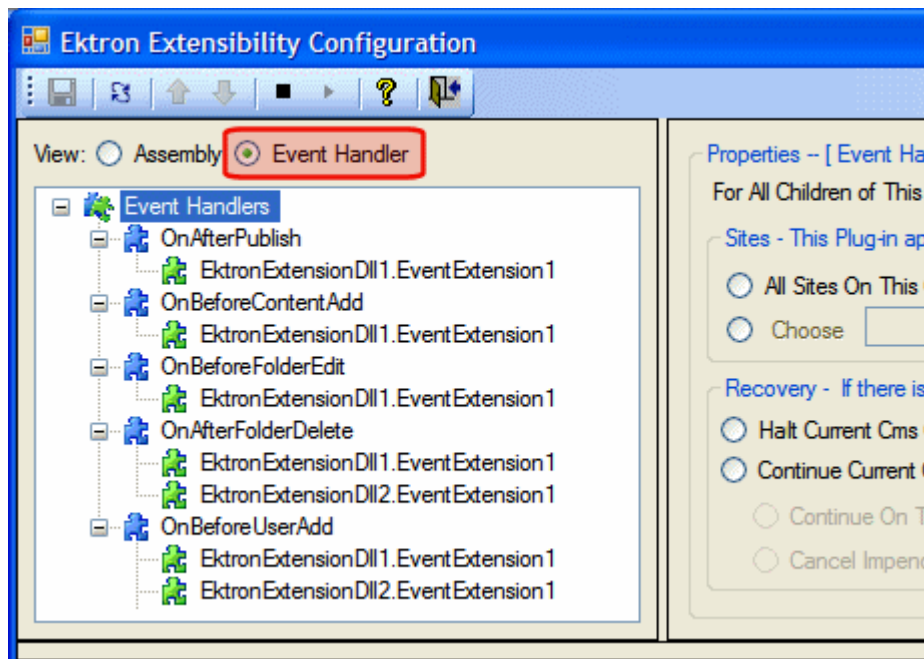 Ektron Extensibility Configuration
View: Assembly Event Handler
Event Handlers
OnAfterPublish
EktronExtensionDll1.EventExtension1
OnBeforeContentAdd
EktronExtensionDll1.EventExtension1
OnBeforeFolderEdit
EktronExtensionDll1.EventExtension1
OnAfterFolderDelete
EktronExtensionDll1.EventExtension1
EktronExtensionDll2.EventExtension1
OnBeforeUserAdd
EktronExtensionDll1.EventExtension1
EktronExtensionDll2.EventExtension1
Properties -- [ Event Ha
For All Children of This
Sites - This Plug-in ap
All Sites On This
Choose
Recovery - If there is
Halt Current Cms
Continue Current
Continue On T
Cancel Impend